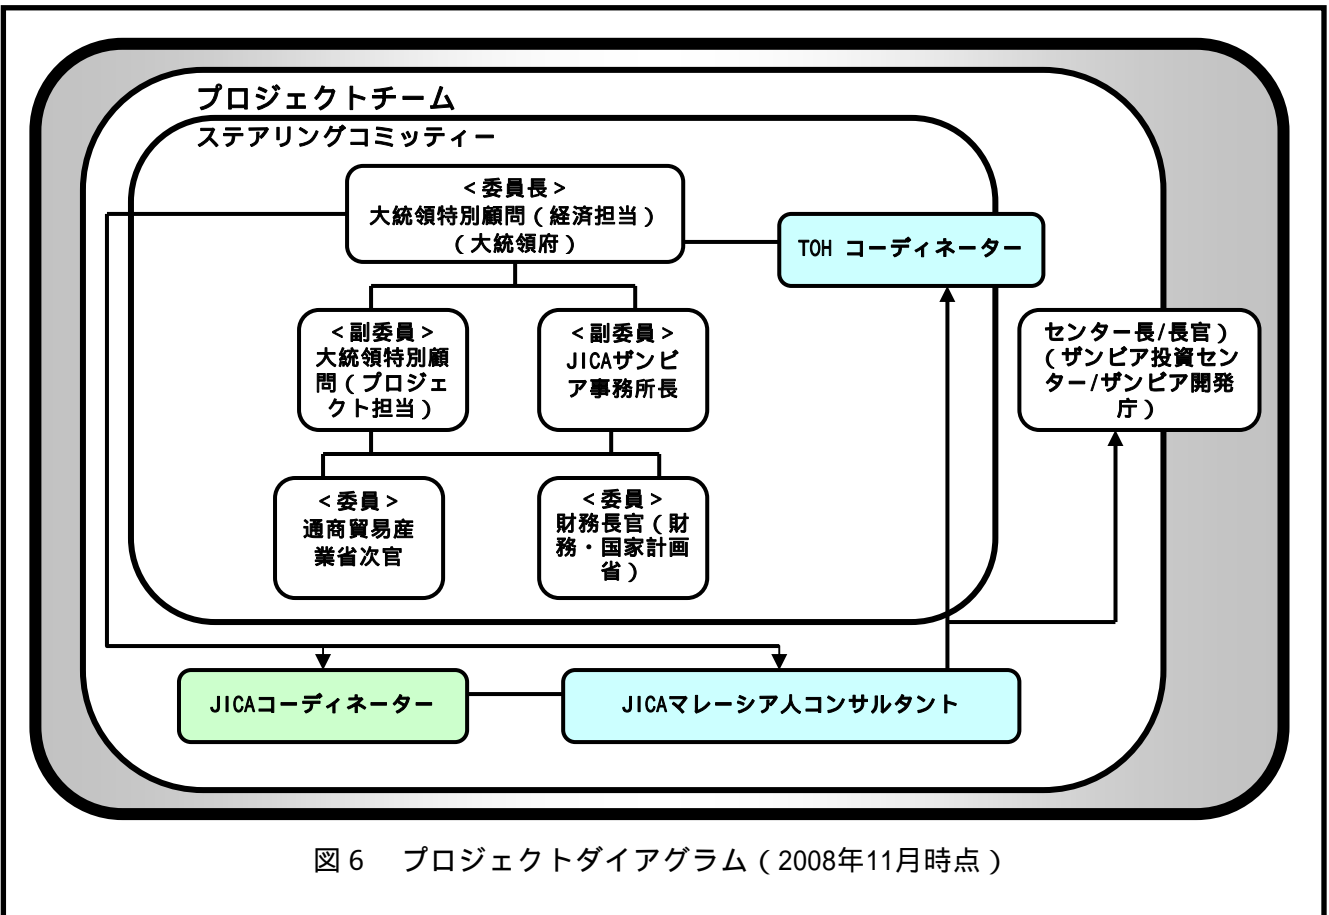 プロジェクトチーム
ステアリングコミッティー
＜委員長＞
大統領特別顧問（経済担当）
（大統領府）
TOH コーディネーター
＜副委員＞
大統領特別顧
問（プロジェ
クト担当）
＜副委員＞
JICAザンビ
ア事務所長
センター長/長官）
（ザンビア投資セン
ター/ザンビア開発
庁）
＜委員＞
通商貿易産
業省次官
＜委員＞
財務長官（財
務・国家計画
省）
JICAコーディネーター
JICAマレーシア人コンサルタント
図６　プロジェクトダイアグラム（2008年11月時点）